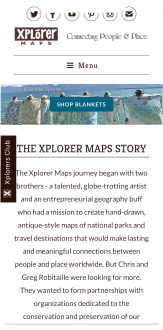 XPLORER
MAPS
Connecting People & Place
Menu
SHOP BLANKETS
Xplorers Club
THE XPLORER MAPS STORY
The Xplorer Maps journey began with two
brothers - a talented, globe-trotting artist
and an entrepreneurial geography buff
who had a mission to create hand-drawn,
antique-style maps of national parks and
travel destinations that would make lasting
and meaningful connections between
people and place worldwide. But Chris and
Greg Robitaille were looking for more.
They wanted to form partnerships with
organizations dedicated to the
conservation and preservation of our